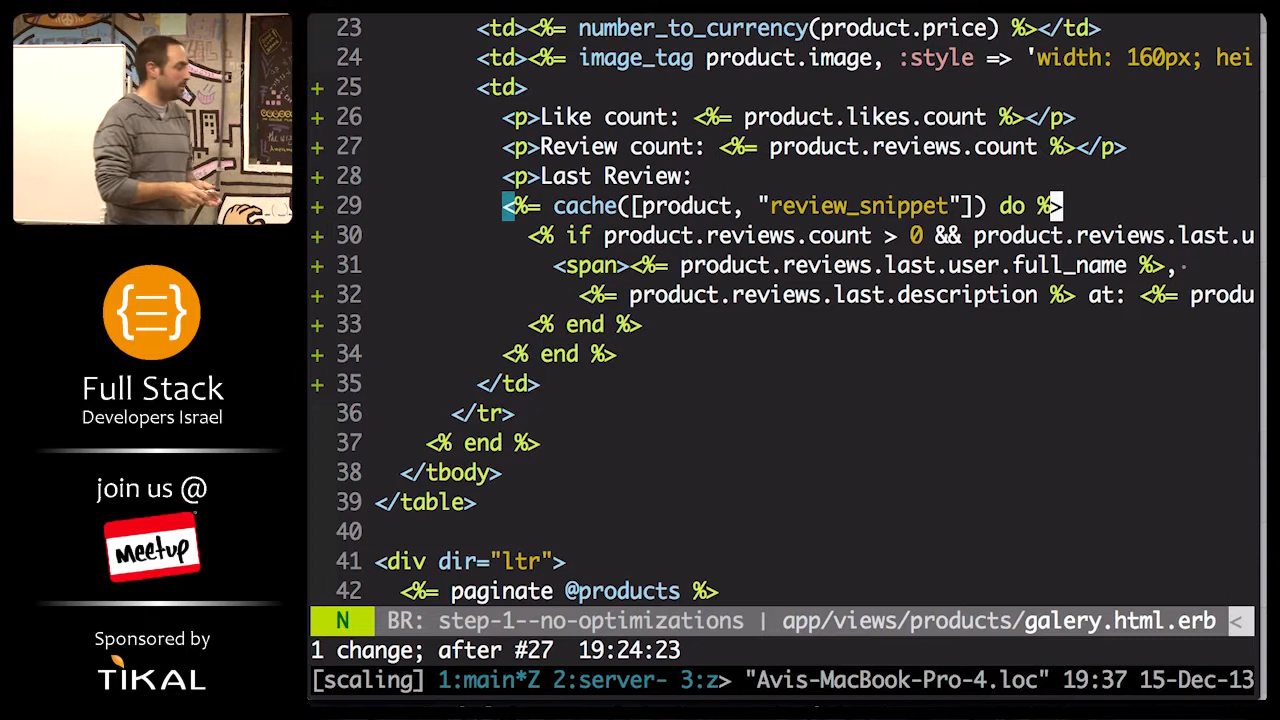 23 <td><%= number_to_currency(product.price) %></td>
24 <td><%= image_tag product.image, :style => 'width: 160px; hei
+ 25 <td>
+ 26 <p>Like count: <%= product.likes.count %></p>
+ 27 <p>Review count: <%= product.reviews.count %></p>
+ 28 <p>Last Review:
+ 29 <%= cache([product, "review_snippet"]) do %>
+ 30 <% if product.reviews.count > 0 && product.reviews.last.u
+ 31 <span><%= product.reviews.last.user.full_name %>,·
+ 32 <%= product.reviews.last.description %> at: <%= produ
+ 33 <% end %>
+ 34 <% end %>
+ 35 </td>
36 </tr>
37 <% end %>
38 </tbody>
39 </table>
40
41 <div dir="ltr">
42 <%= paginate @products %>
N BR: step-1--no-optimizations | app/views/products/galery.html.erb <
1 change; after #27 19:24:23
[scaling] 1:main*Z 2:server- 3:z> "Avis-MacBook-Pro-4.loc" 19:37 15-Dec-13
{=}
Full Stack
Developers Israel
join us @
meetup
Sponsored by
TIKAL